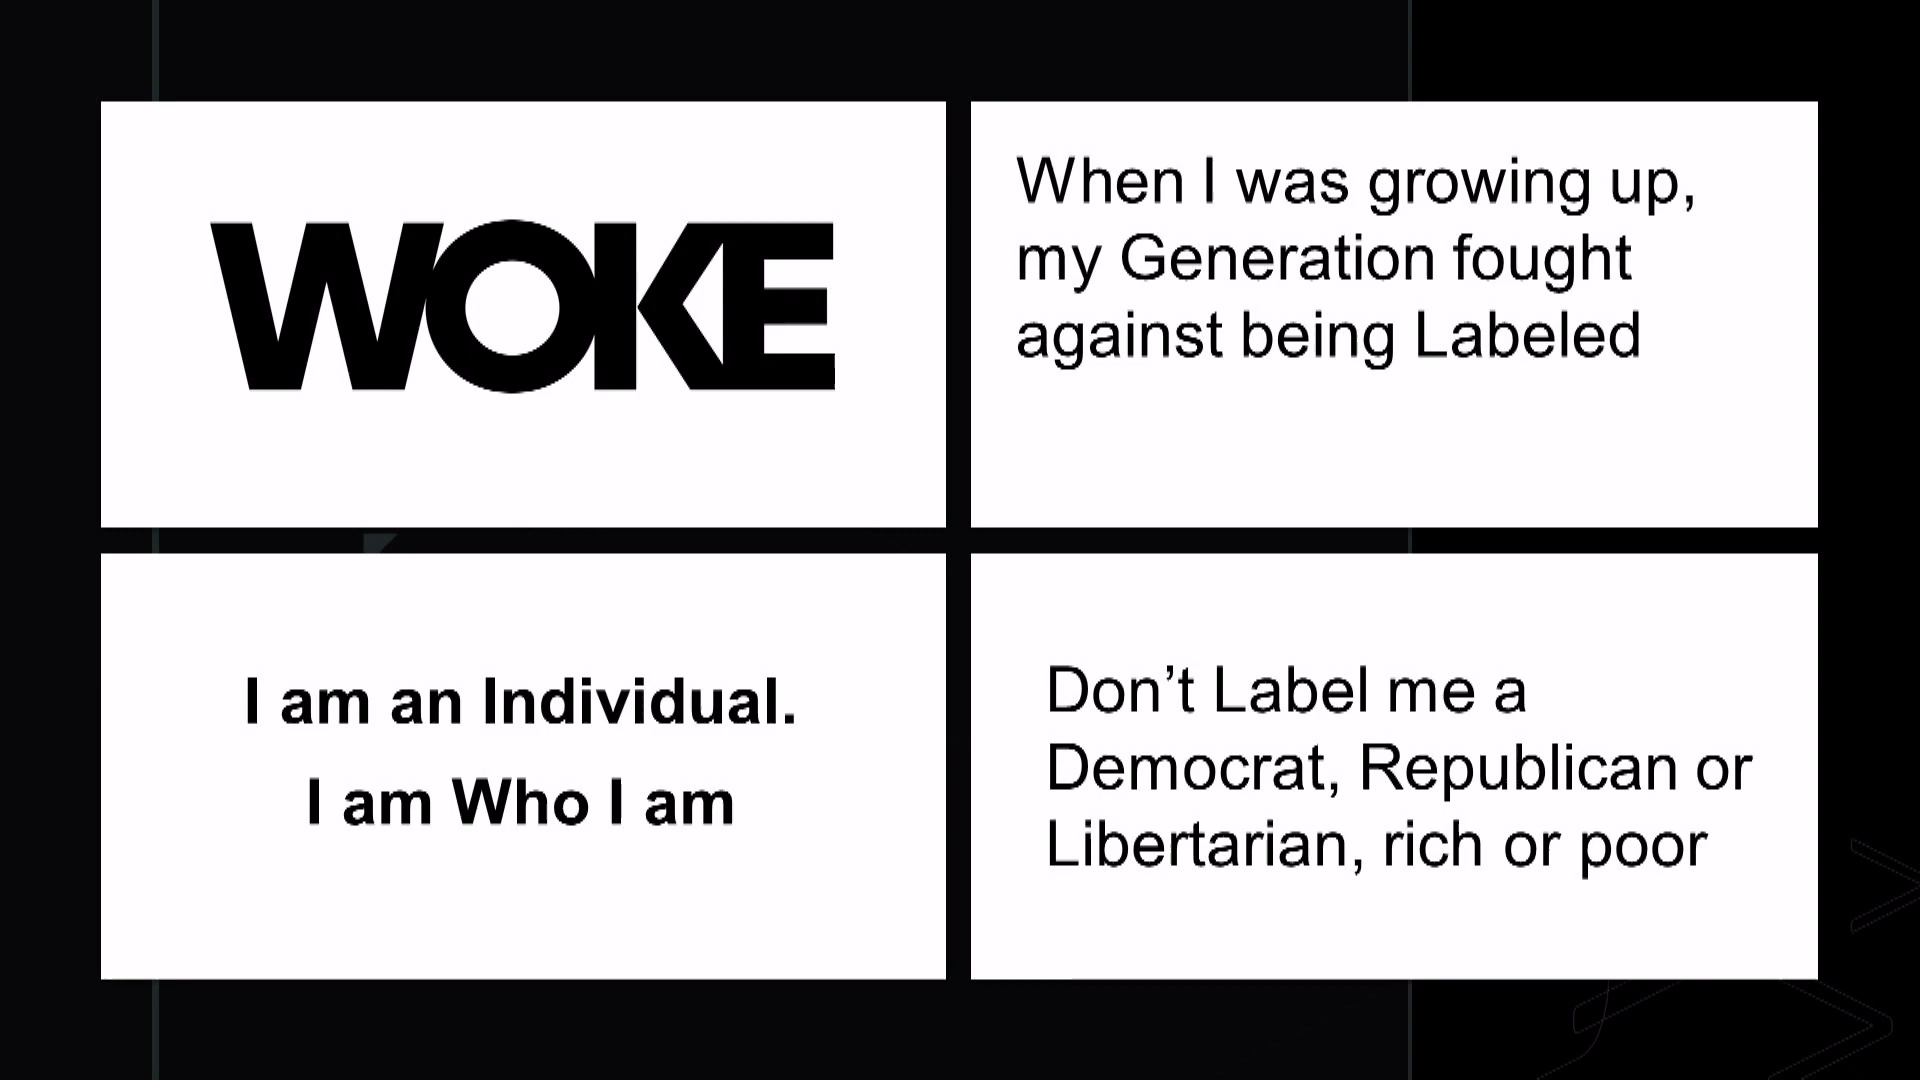 WOKE
When I was growing up,
my Generation fought
against being Labeled
I am an Individual.
I am Who I am
Don’t Label me a
Democrat, Republican or
Libertarian, rich or poor